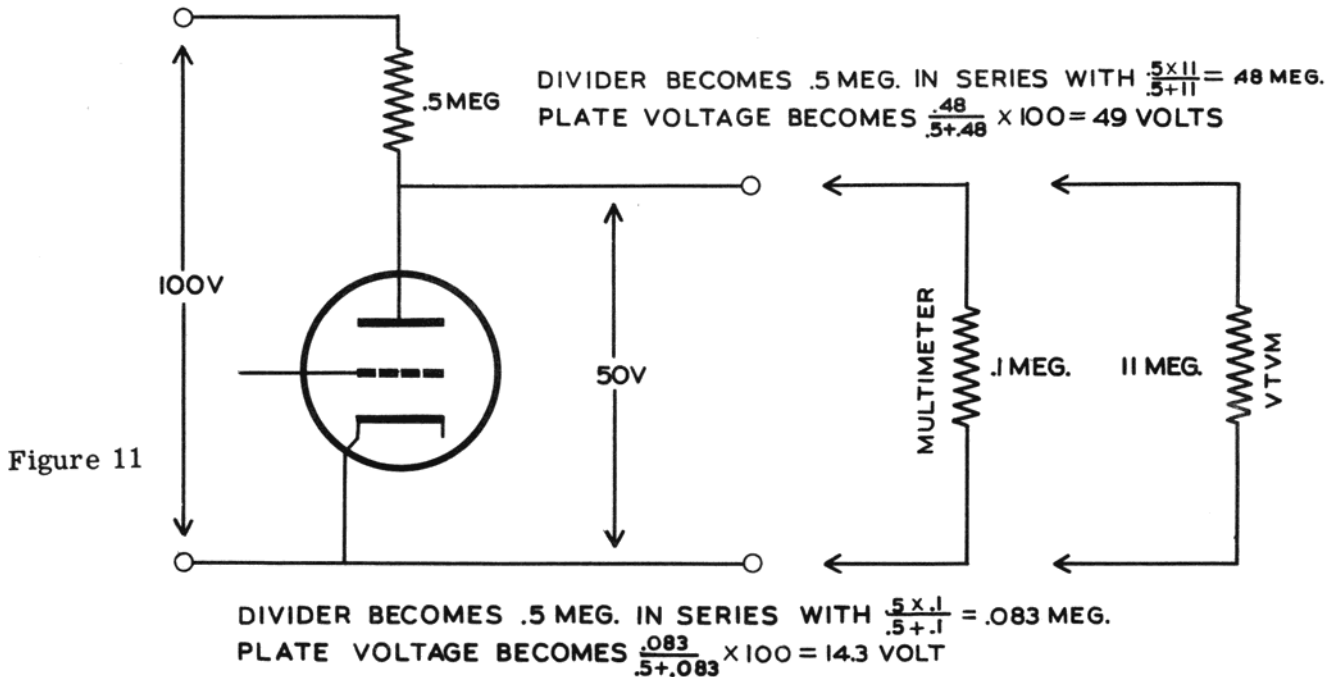 DIVIDER BECOMES .5 MEG. IN SERIES WITH .5 X 11 / .5 + 11 = .48 MEG.
PLATE VOLTAGE BECOMES .48 / .5+.48 X 100 = 49 VOLTS
.5 MEG
100V
50V
MULTIMETER
.1 MEG.
11 MEG.
VTVM
Figure 11
DIVIDER BECOMES .5 MEG. IN SERIES WITH .5 X .1 / .5 + .1 = .083 MEG.
PLATE VOLTAGE BECOMES .083 / .5+.083 X 100 = 14.3 VOLT